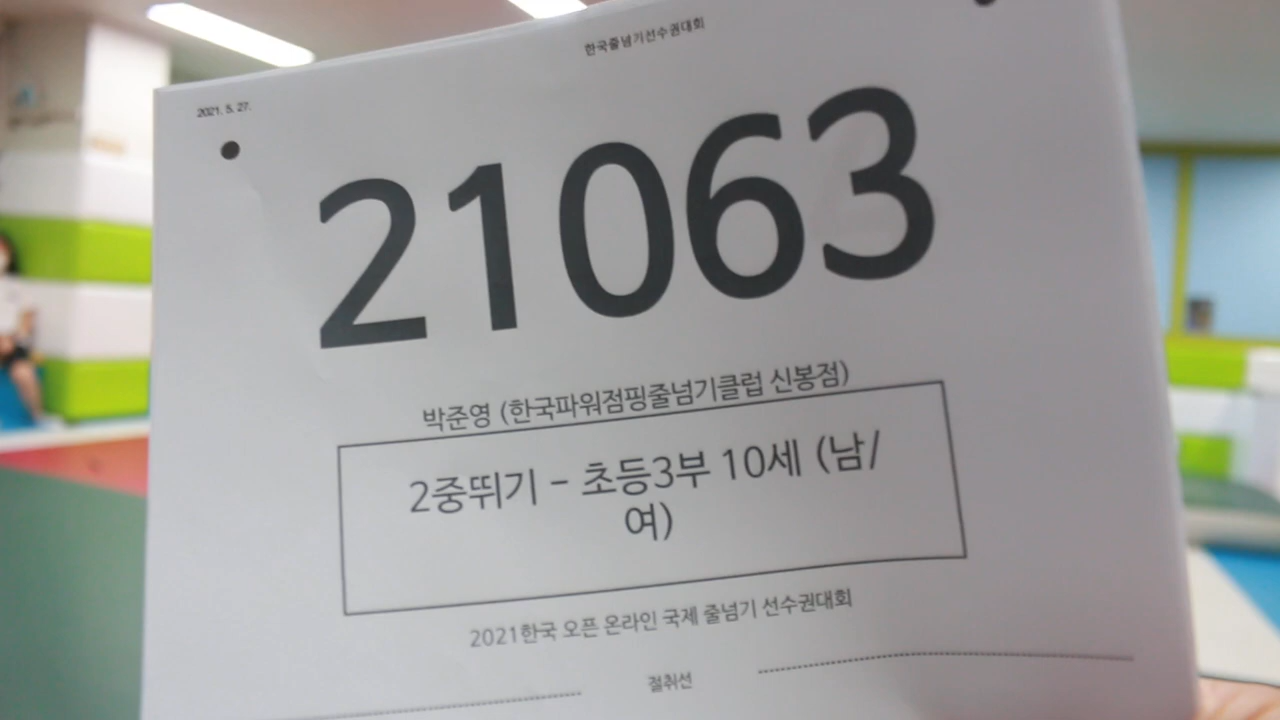 한국줄넘기선수권대회
2021. 5. 27.
21063
박준영 (한국파워점핑줄넘기클럽 신봉점)
2중뛰기 - 초등3부 10세 (남/
여)
2021한국 오픈 온라인 국제 줄넘기 선수권대회
절취선